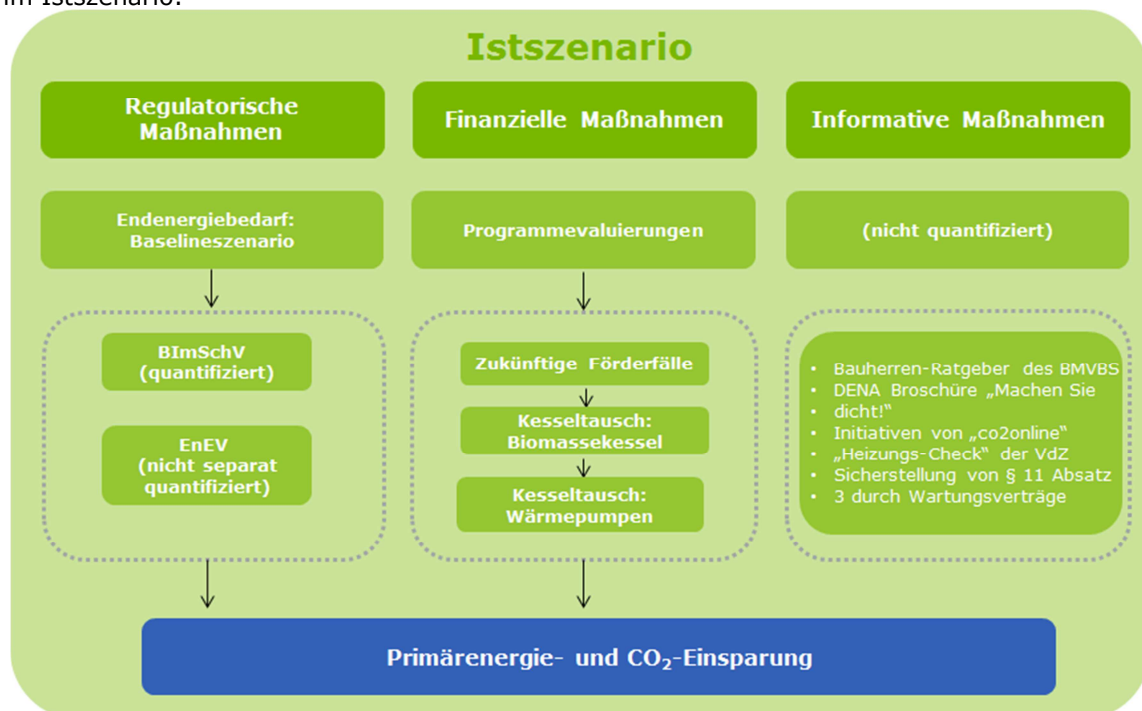 im Istszenario:
Istszenario
Regulatorische
Maßnahmen
Finanzielle Maßnahmen
Informative Maßnahmen
Endenergiebedarf:
Baselineszenario
Programmevaluierungen
(nicht quantifiziert)
BImSchV
(quantifiziert)
EnEV
(nicht separat
quantifiziert)
Zukünftige Förderfälle
Kesseltausch:
Biomassekessel
Kesseltausch:
Wärmepumpen
• Bauherren-Ratgeber des BMVBS
• DENA Broschüre „Machen Sie
• dicht!"
• Initiativen von „co2online"
• „Heizungs-Check" der VdZ
• Sicherstellung von § 11 Absatz
• 3 durch Wartungsverträge
Primärenergie- und CO₂-Einsparung